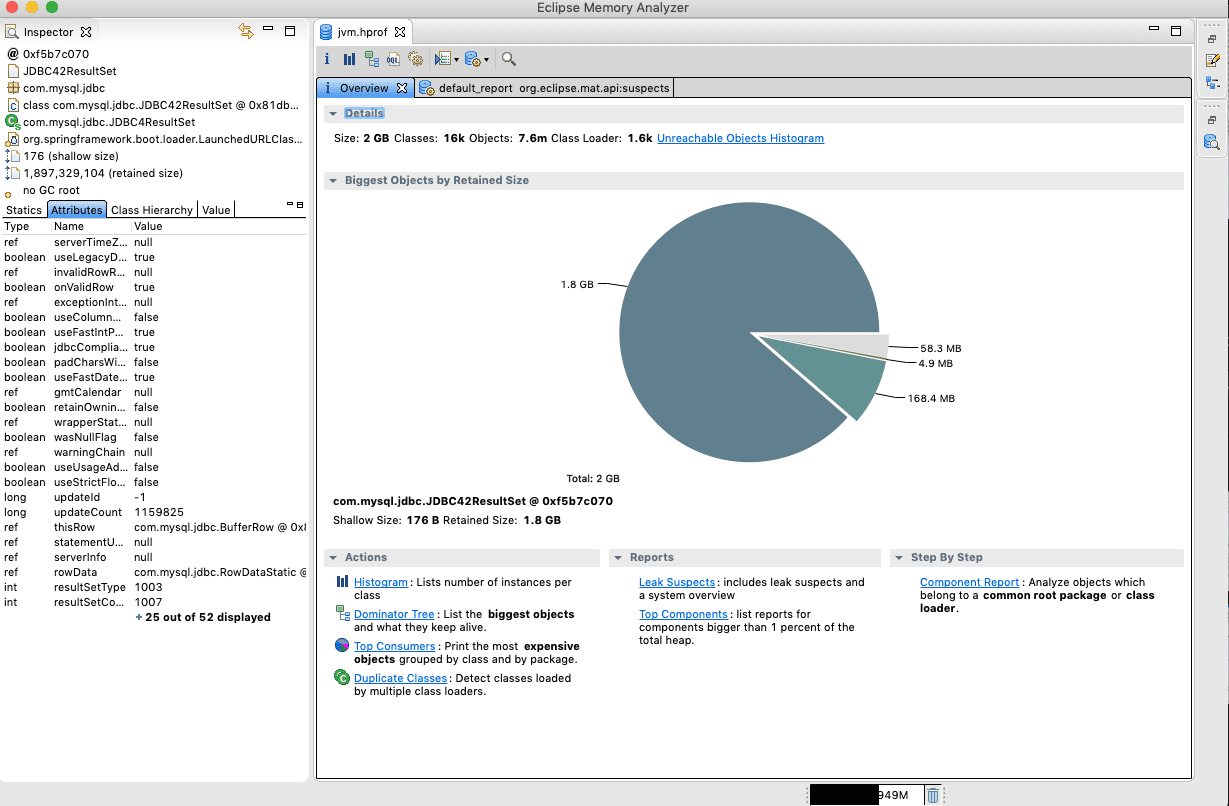 Eclipse Memory Analyzer
Inspector
0xf5b7c070
JDBC42ResultSet
com.mysql.jdbc
class com.mysql.jdbc.JDBC42ResultSet @ 0x81db...
com.mysql.jdbc.JDBC4ResultSet
org.springframework.boot.loader.LaunchedURLClas...
176 (shallow size)
1,897,329,104 (retained size)
no GC root
Statics Attributes Class Hierarchy Value
Type Name Value
ref serverTimeZ... null
boolean useLegacyD... true
ref invalidRowR... null
boolean onValidRow true
ref exceptionInt... null
boolean useColumn... false
boolean useFastIntP... true
boolean jdbcComplia... true
boolean padCharsWi... false
boolean useFastDate... true
ref gmtCalendar null
boolean retainOwnin... false
ref wrapperStat... null
boolean wasNullFlag false
ref warningChain null
boolean useUsageAd... false
boolean useStrictFlo... false
long updateId -1
long updateCount 1159825
ref thisRow com.mysql.jdbc.BufferRow @ 0x8
ref statementU... null
ref serverInfo null
ref rowData com.mysql.jdbc.RowDataStatic @
int resultSetType 1003
int resultSetCo... 1007
+ 25 out of 52 displayed
jvm.hprof
Overview default_report org.eclipse.mat.api:suspects
Details
Size: 2 GB Classes: 16k Objects: 7.6m Class Loader: 1.6k Unreachable Objects Histogram
Biggest Objects by Retained Size
1.8 GB
58.3 MB
4.9 MB
168.4 MB
Total: 2 GB
com.mysql.jdbc.JDBC42ResultSet @ 0xf5b7c070
Shallow Size: 176 B Retained Size: 1.8 GB
Actions
Histogram: Lists number of instances per
class
Dominator Tree: List the biggest objects
and what they keep alive.
Top Consumers: Print the most expensive
objects grouped by class and by package.
Duplicate Classes: Detect classes loaded
by multiple class loaders.
Reports
Leak Suspects: includes leak suspects and
a system overview
Top Components: list reports for
components bigger than 1 percent of the
total heap.
Step By Step
Component Report: Analyze objects which
belong to a common root package or class
loader.
949M